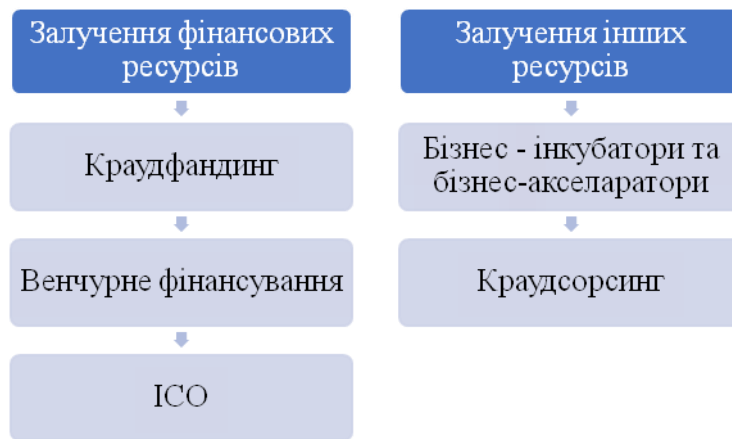 Залучення фінансових
ресурсів
Краудфандинг
Венчурне фінансування
ICO
Залучення інших
ресурсів
Бізнес - інкубатори та
бізнес-акселаратори
Краудсорсинг